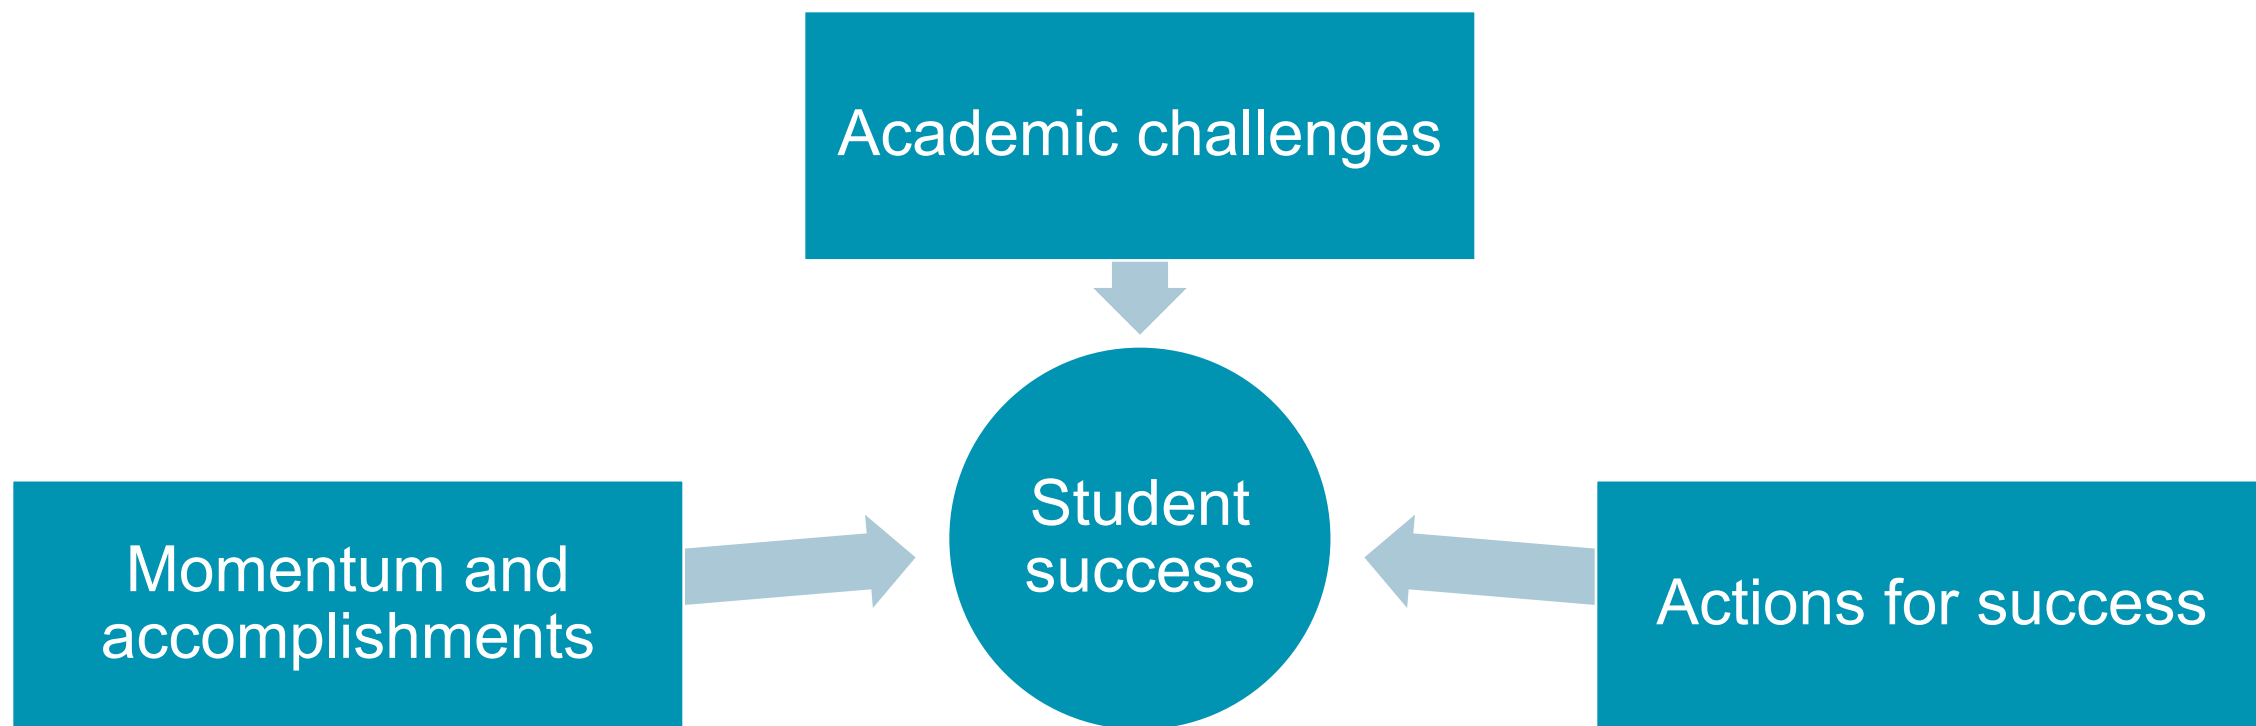 Academic challenges
Student
success
Momentum and
accomplishments
Actions for success